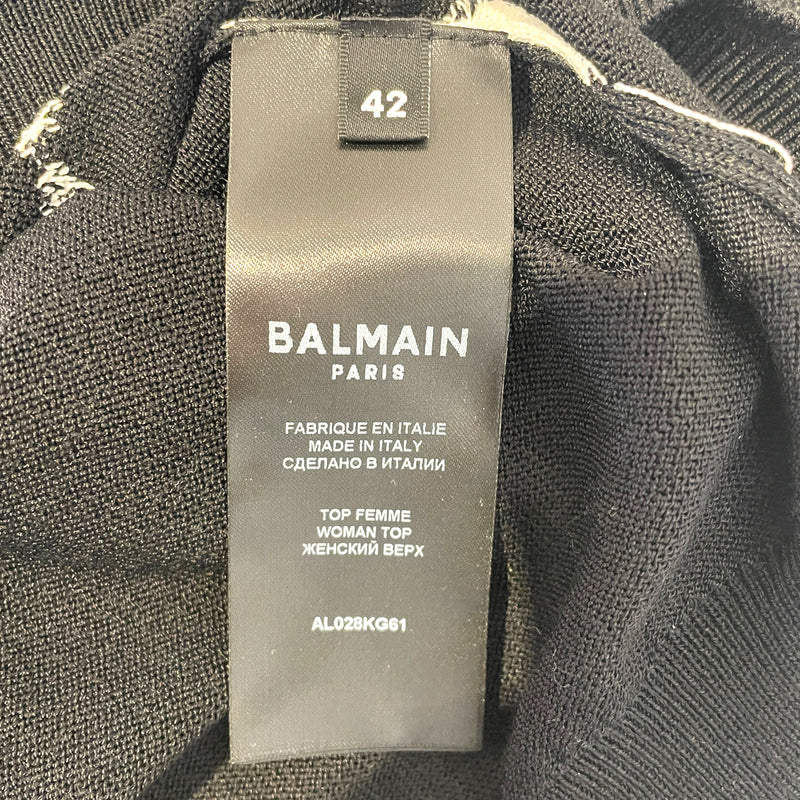 42
BALMAIN
PARIS
FABRIQUE EN ITALIE
MADE IN ITALY
СДЕЛАНО В ИТАЛИИ
TOP FEMME
WOMAN TOP
ЖЕНСКИЙ ВЕРХ
AL028KG61